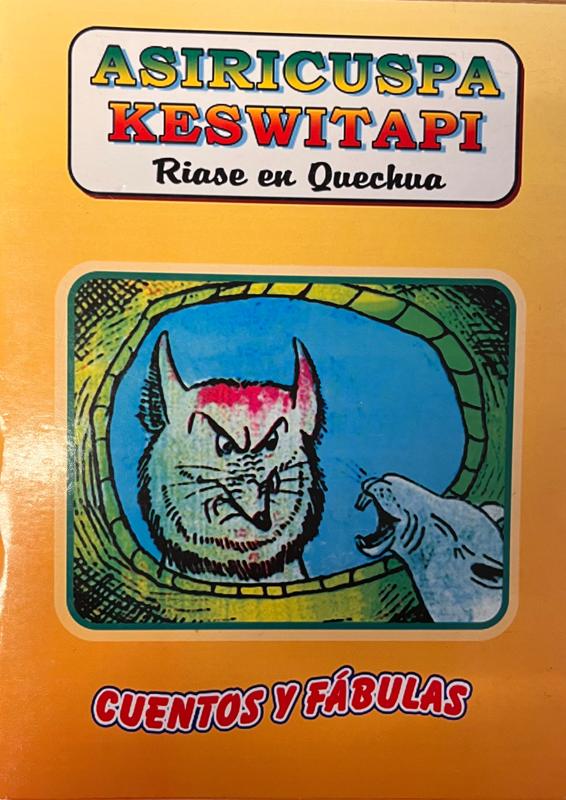 ASIRICUSPA
KESWITAPI
Riase en Quechua
CUENTOS Y FÁBULAS